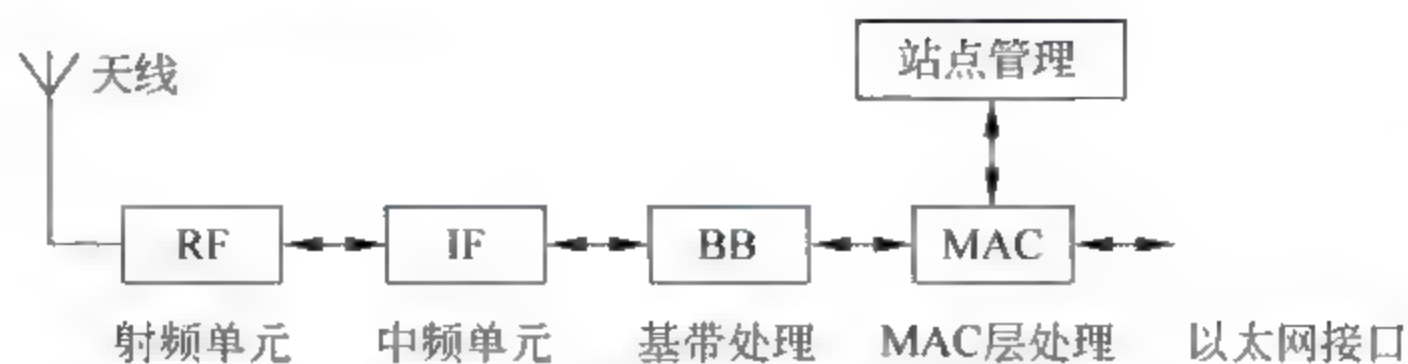 天线
站点管理
RF
IF
BB
MAC
射频单元
中频单元
基带处理
MAC层处理
以太网接口